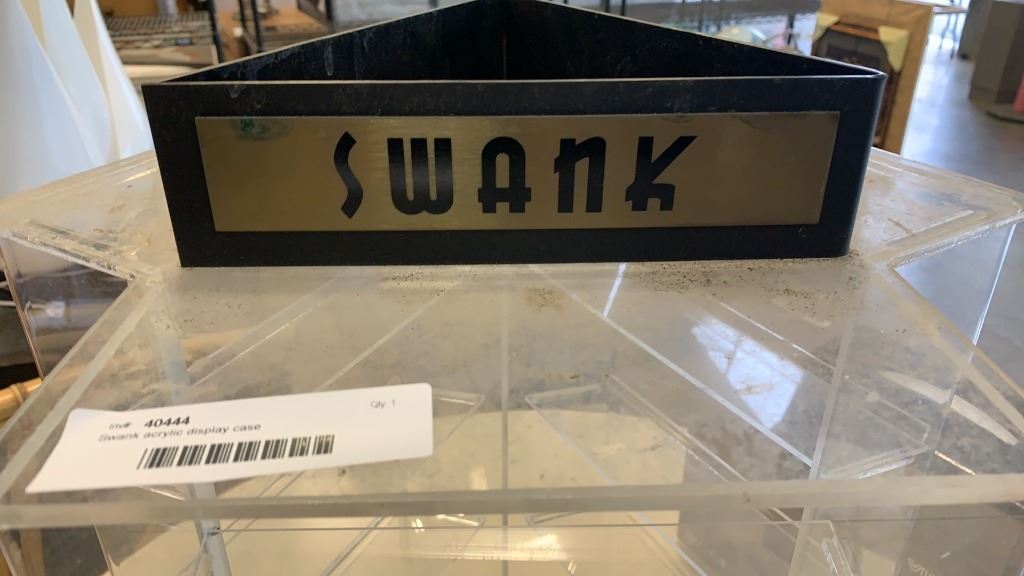 SWANK
Inv#: 40444
Qty 1
Swank acrylic display case